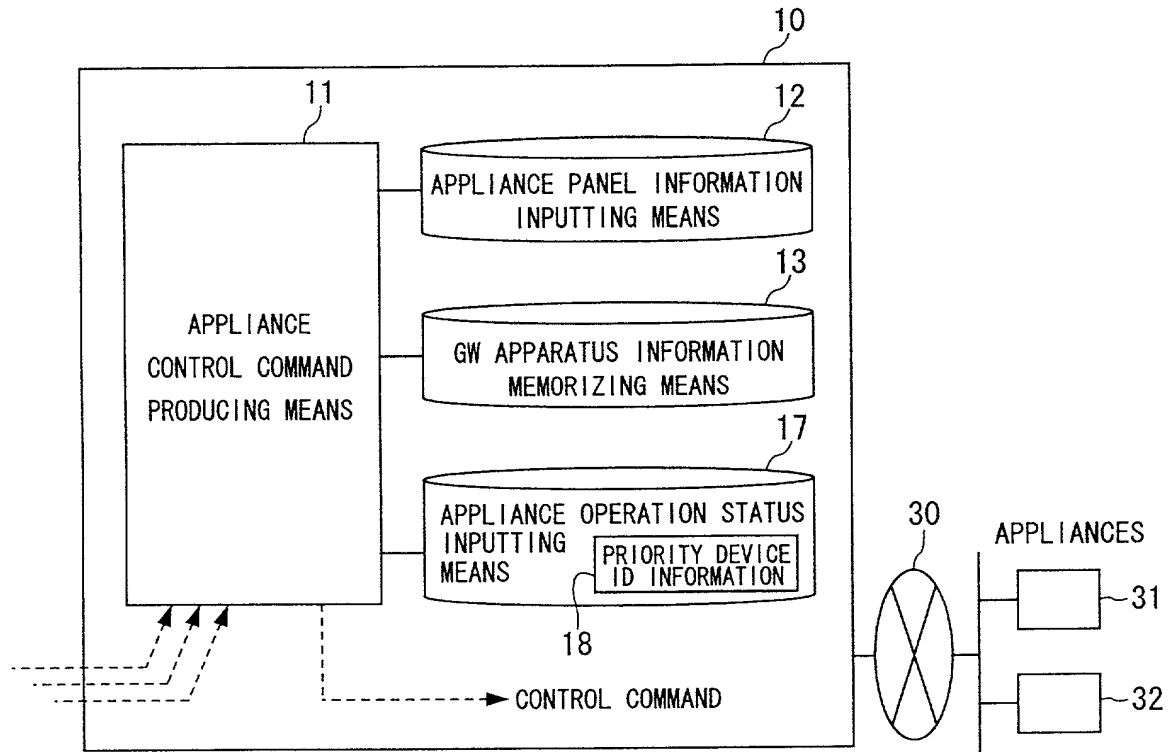 10
11
12
APPLIANCE PANEL INFORMATION
INPUTTING MEANS
13
GW APPARATUS INFORMATION
MEMORIZING MEANS
APPLIANCE
CONTROL COMMAND
PRODUCING MEANS
17
APPLIANCE OPERATION STATUS
INPUTTING
MEANS
PRIORITY DEVICE
ID INFORMATION
18
CONTROL COMMAND
30
APPLIANCES
31
32